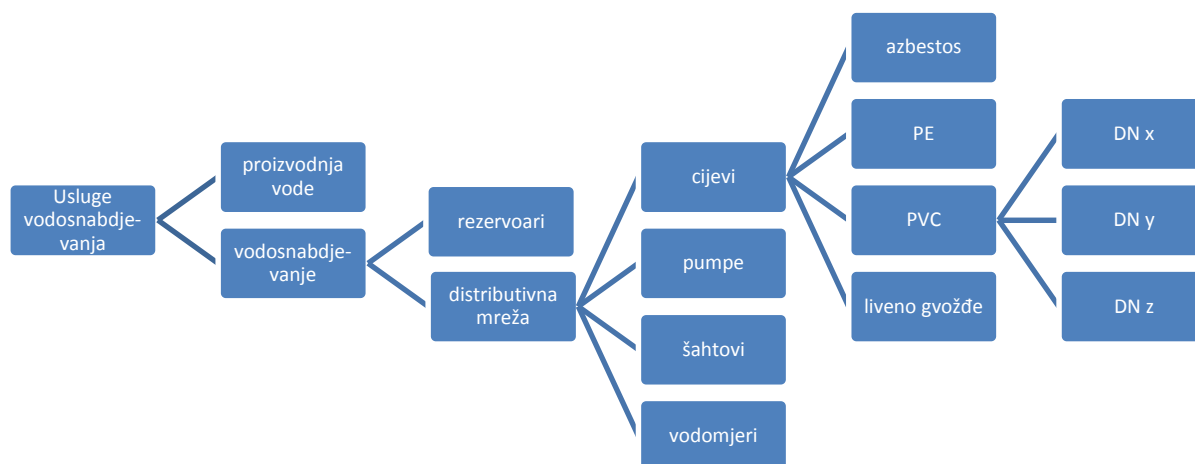 Usluge
vodosnabdje-
vanja
proizvodnja
vode
vodosnabdje-
vanje
rezervoari
distributivna
mreža
cijevi
pumpe
šahtovi
vodomjeri
azbestos
PE
PVC
liveno gvožđe
DN x
DN y
DN z